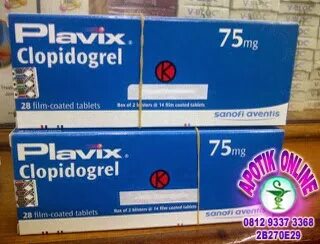 Plavix® 75mg
Clopidogrel
K
28 film-coated tablets
Box of 2 blisters @ 14 film coated tablets
sanofi aventis
Plavix® 75mg
Clopidogrel
K
28 film-coated tablets
Box of 2 blisters @ 14 film coated tablets
sanofi aventis
APOTIK ONLINE
0812 9337 3368
2B270E29